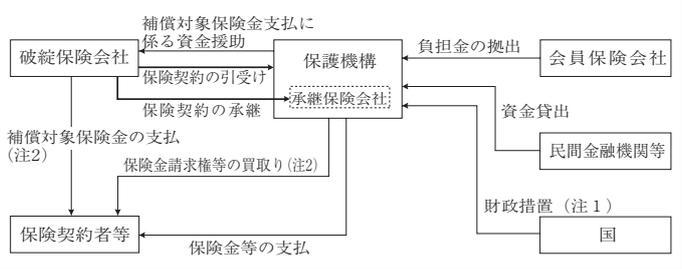 補償対象保険金支払に
係る資金援助
破綻保険会社
保護機構
負担金の拠出
会員保険会社
保険契約の引受け
承継保険会社
保険契約の承継
資金貸出
補償対象保険金の支払
(注2)
民間金融機関等
保険金請求権等の買取り(注2)
財政措置(注1)
保険契約者等
保険金等の支払
国